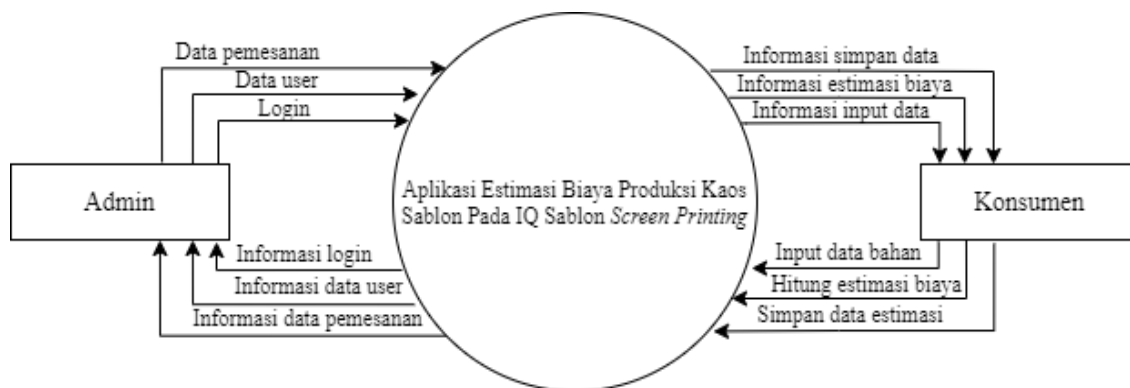 Data pemesanan
Data user
Login
Admin
Informasi login
Informasi data user
Informasi data pemesanan
Aplikasi Estimasi Biaya Produksi Kaos
Sablon Pada IQ Sablon Screen Printing
Informasi simpan data
Informasi estimasi biaya
Informasi input data
Konsumen
Input data bahan
Hitung estimasi biaya
Simpan data estimasi